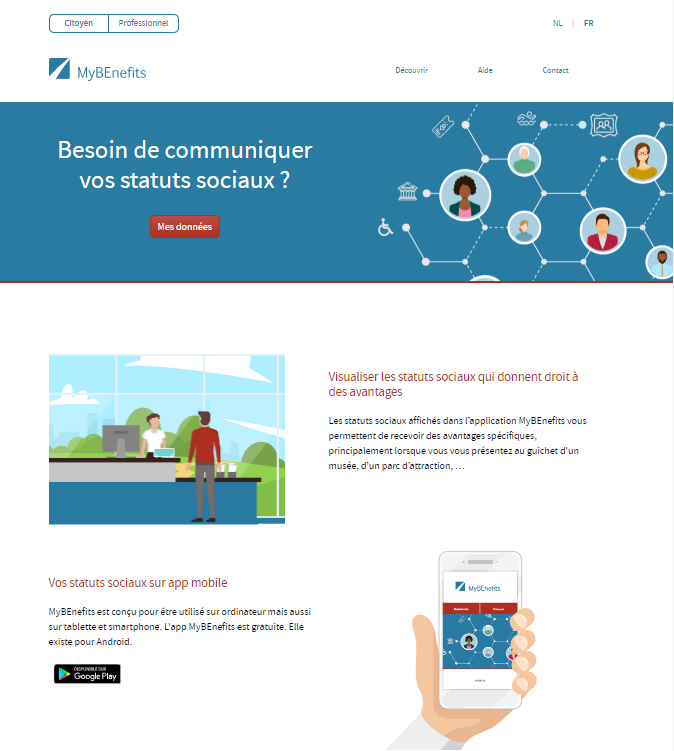 Citoyen Professionnel
NL | FR
MyBEnefits
Découvrir Aide Contact
Besoin de communiquer
vos statuts sociaux ?
Mes données
Visualiser les statuts sociaux qui donnent droit à
des avantages
Les statuts sociaux affichés dans l'application MyBEnefits vous
permettent de recevoir des avantages spécifiques,
principalement lorsque vous vous présentez au guichet d'un
musée, d'un parc d'attraction, …
Vos statuts sociaux sur app mobile
MyBEnefits est conçu pour être utilisé sur ordinateur mais aussi
sur tablette et smartphone. L'app MyBEnefits est gratuite. Elle
existe pour Android.
DISPONIBLE SUR
Google Play
MyBEnefits
Nederlands Français